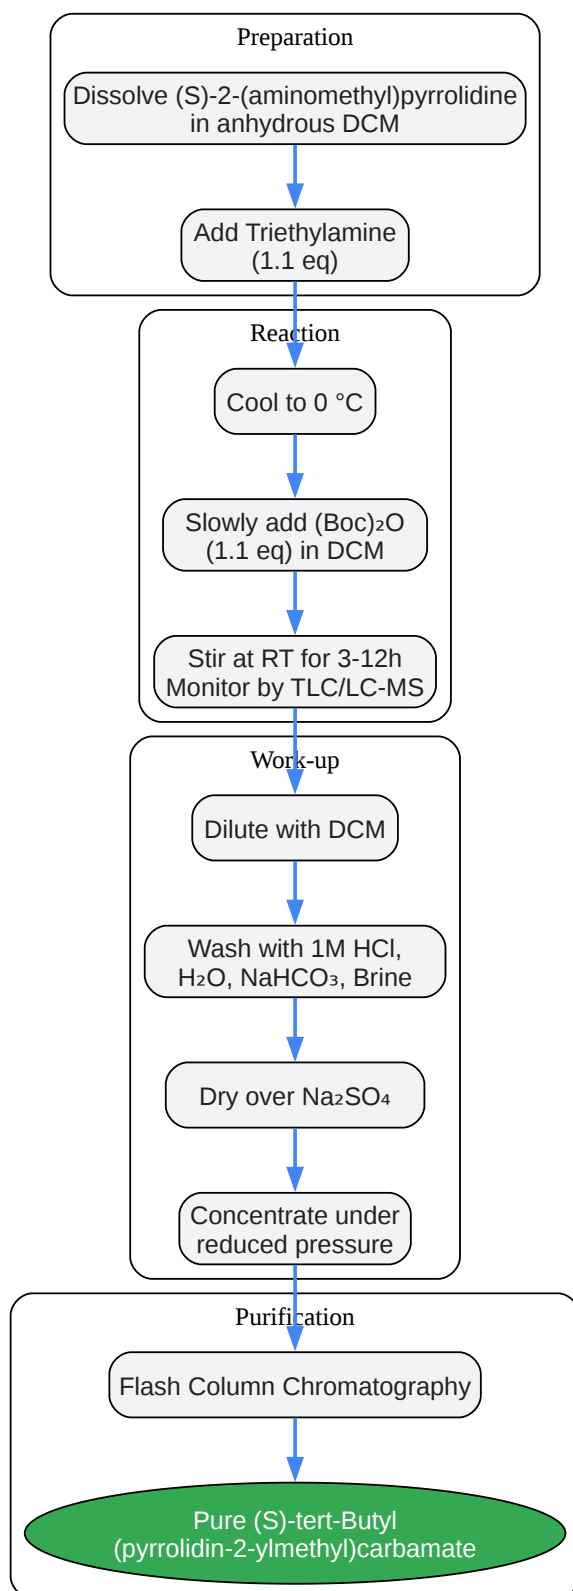 Preparation
Dissolve (S)-2-(aminomethyl)pyrrolidine
in anhydrous DCM
Add Triethylamine
(1.1 eq)
Reaction
Cool to 0 °C
Slowly add (Boc)₂O
(1.1 eq) in DCM
Stir at RT for 3-12h
Monitor by TLC/LC-MS
Work-up
Dilute with DCM
Wash with 1M HCl,
H₂O, NaHCO₃, Brine
Dry over Na₂SO₄
Concentrate under
reduced pressure
Purification
Flash Column Chromatography
Pure (S)-tert-Butyl
(pyrrolidin-2-ylmethyl)carbamate